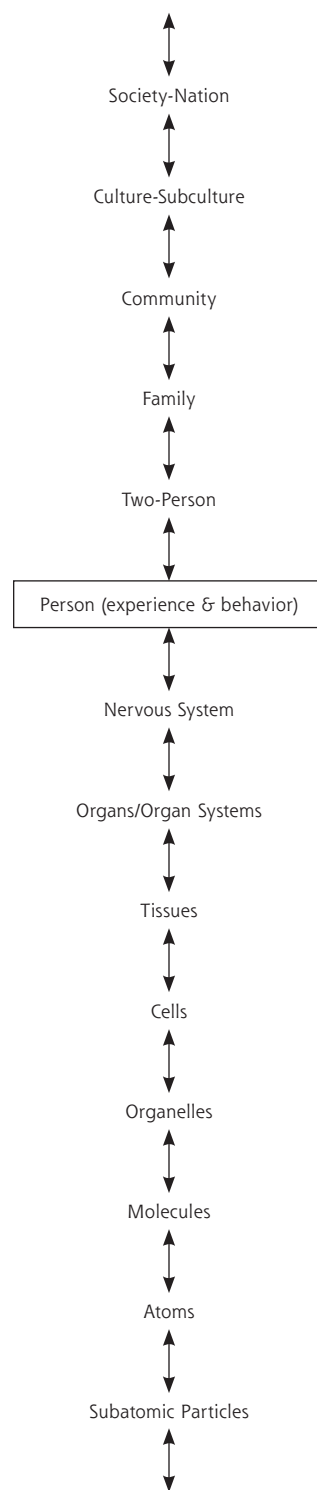 Society-Nation
Culture-Subculture
Community
Family
Two-Person
Person (experience & behavior)
Nervous System
Organs/Organ Systems
Tissues
Cells
Organelles
Molecules
Atoms
Subatomic Particles